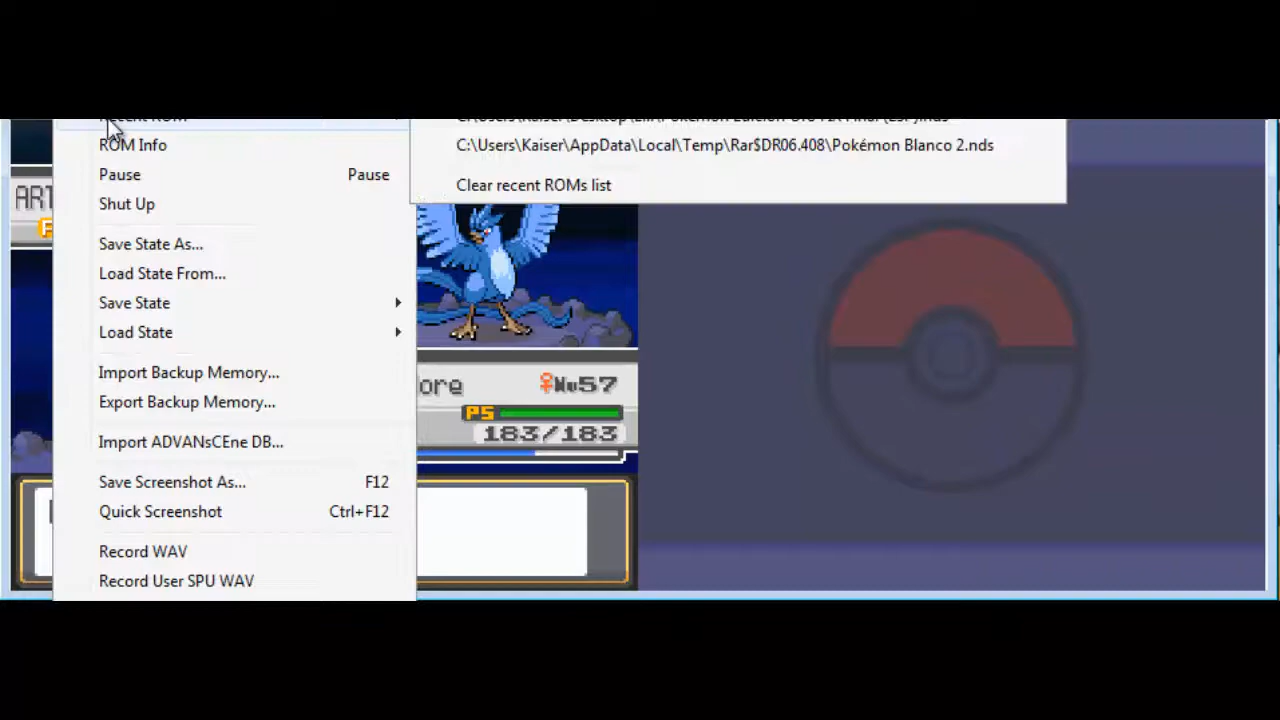 Recent ROM
ROM Info
Pause Pause
Shut Up
Save State As...
Load State From...
Save State
Load State
Import Backup Memory...
Export Backup Memory...
Import ADVANsCEne DB...
Save Screenshot As... F12
Quick Screenshot Ctrl+F12
Record WAV
Record User SPU WAV
C:\Users\Kaiser\AppData\Local\Temp\Rar$DR06.408\Pokémon Blanco 2.nds
Clear recent ROMs list
ART
ore ♀Nv57
PS
183/183